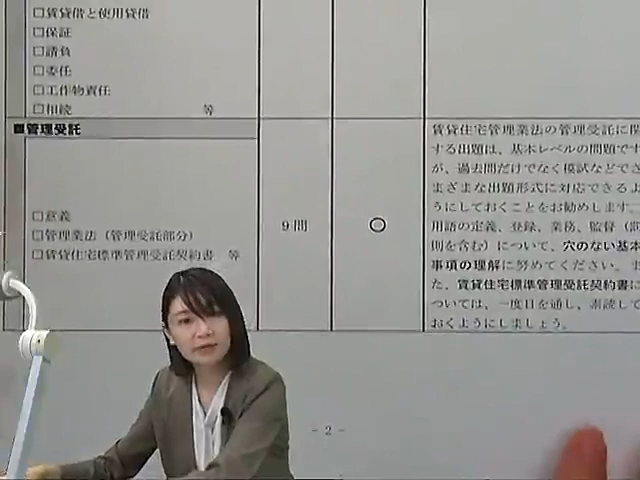 □賃貸借と使用貸借
□保証
□請負
□委任
□工作物責任
□相続 等
■管理受託
□意義
□管理業法（管理受託部分）
□賃貸住宅標準管理受託契約書 等
9問
○
賃貸住宅管理業法の管理受託に関
する出題は、基本レベルの問題です
が、過去問だけでなく模試などでさ
まざまな出題形式に対応できるよ
うにしておくことをお勧めします。
用語の定義、登録、業務、監督（罰
則を含む）について、穴のない基本
事項の理解に努めてください。ま
た、賃貸住宅標準管理受託契約書に
ついては、一度目を通し、素読して
おくようにしましょう。
－2－